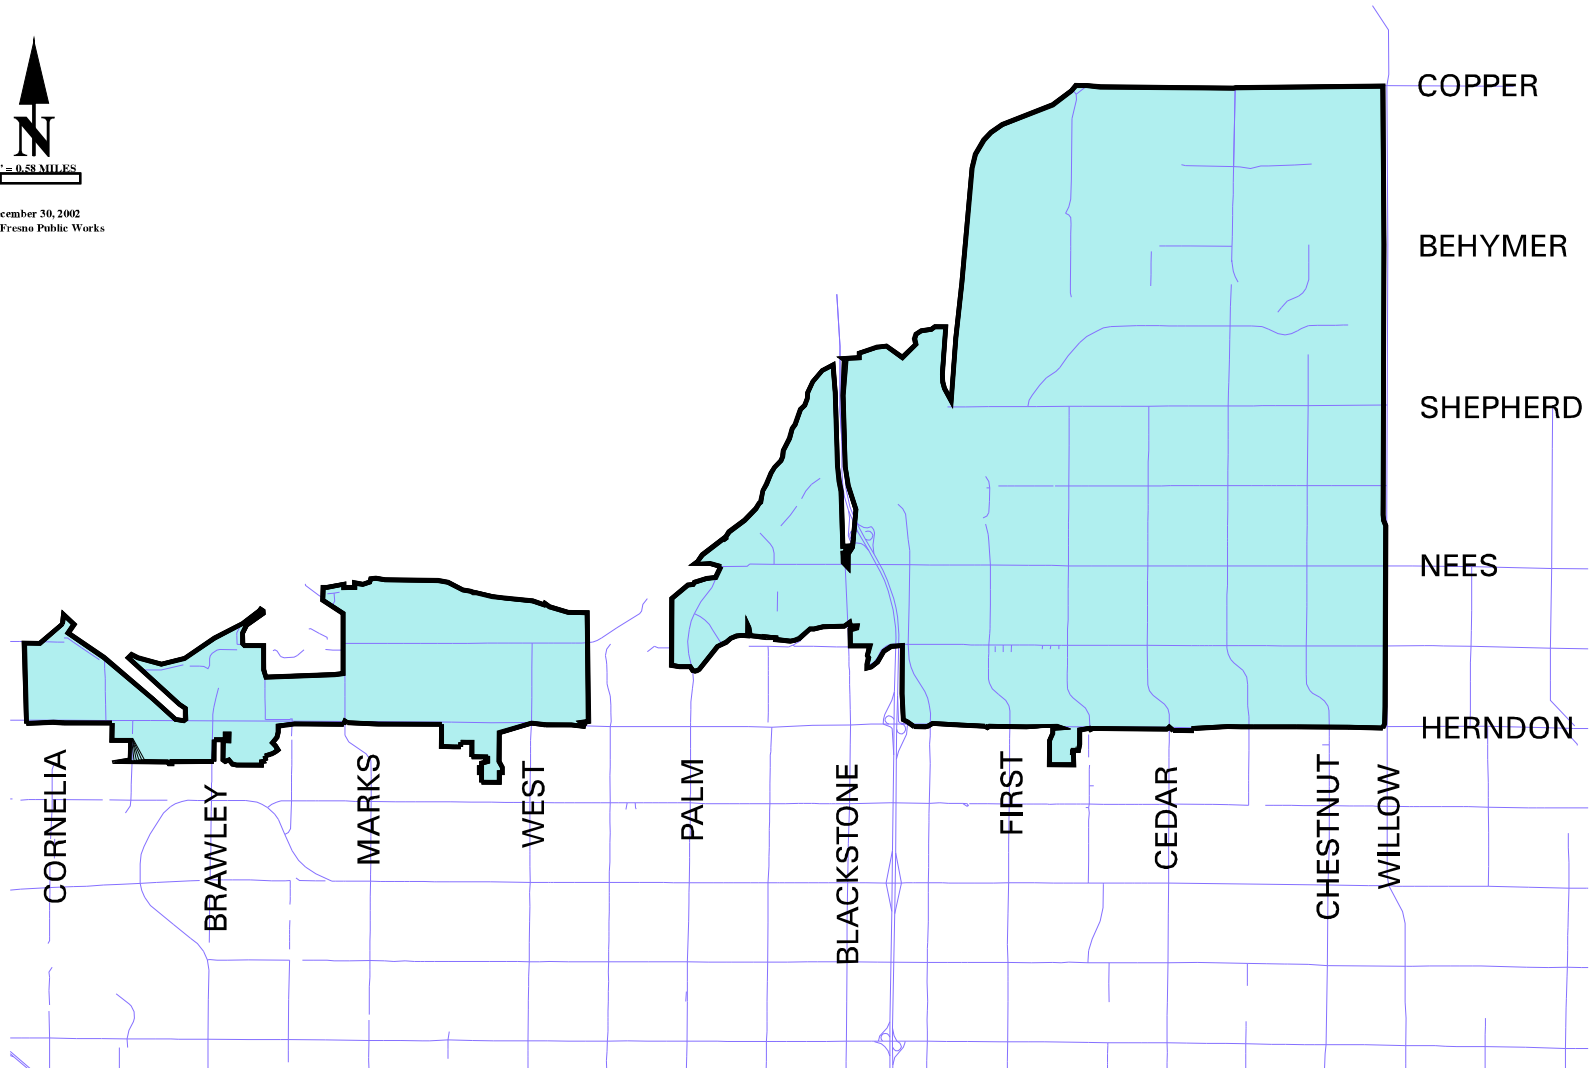 N
' = 0.58 MILES
cember 30, 2002
Fresno Public Works
COPPER
BEHYMER
SHEPHERD
NEES
HERNDON
CORNELIA
BRAWLEY
MARKS
WEST
PALM
BLACKSTONE
FIRST
CEDAR
CHESTNUT
WILLOW